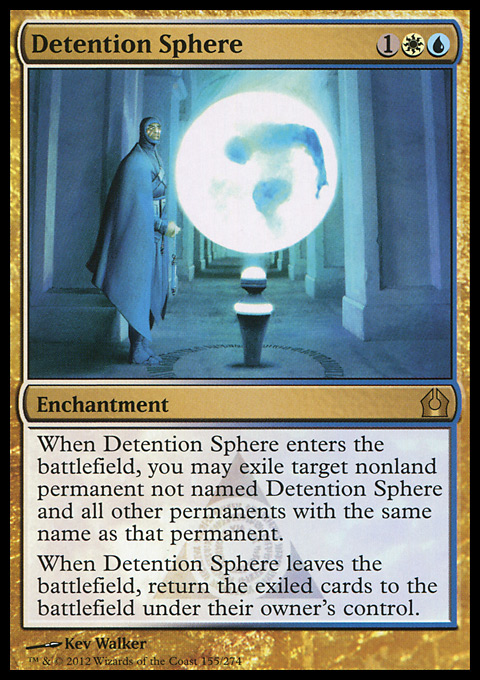 Detention Sphere 1
Enchantment
When Detention Sphere enters the
battlefield, you may exile target nonland
permanent not named Detention Sphere
and all other permanents with the same
name as that permanent.
When Detention Sphere leaves the
battlefield, return the exiled cards to the
battlefield under their owner's control.
Kev Walker
™ & © 2012 Wizards of the Coast 155/274